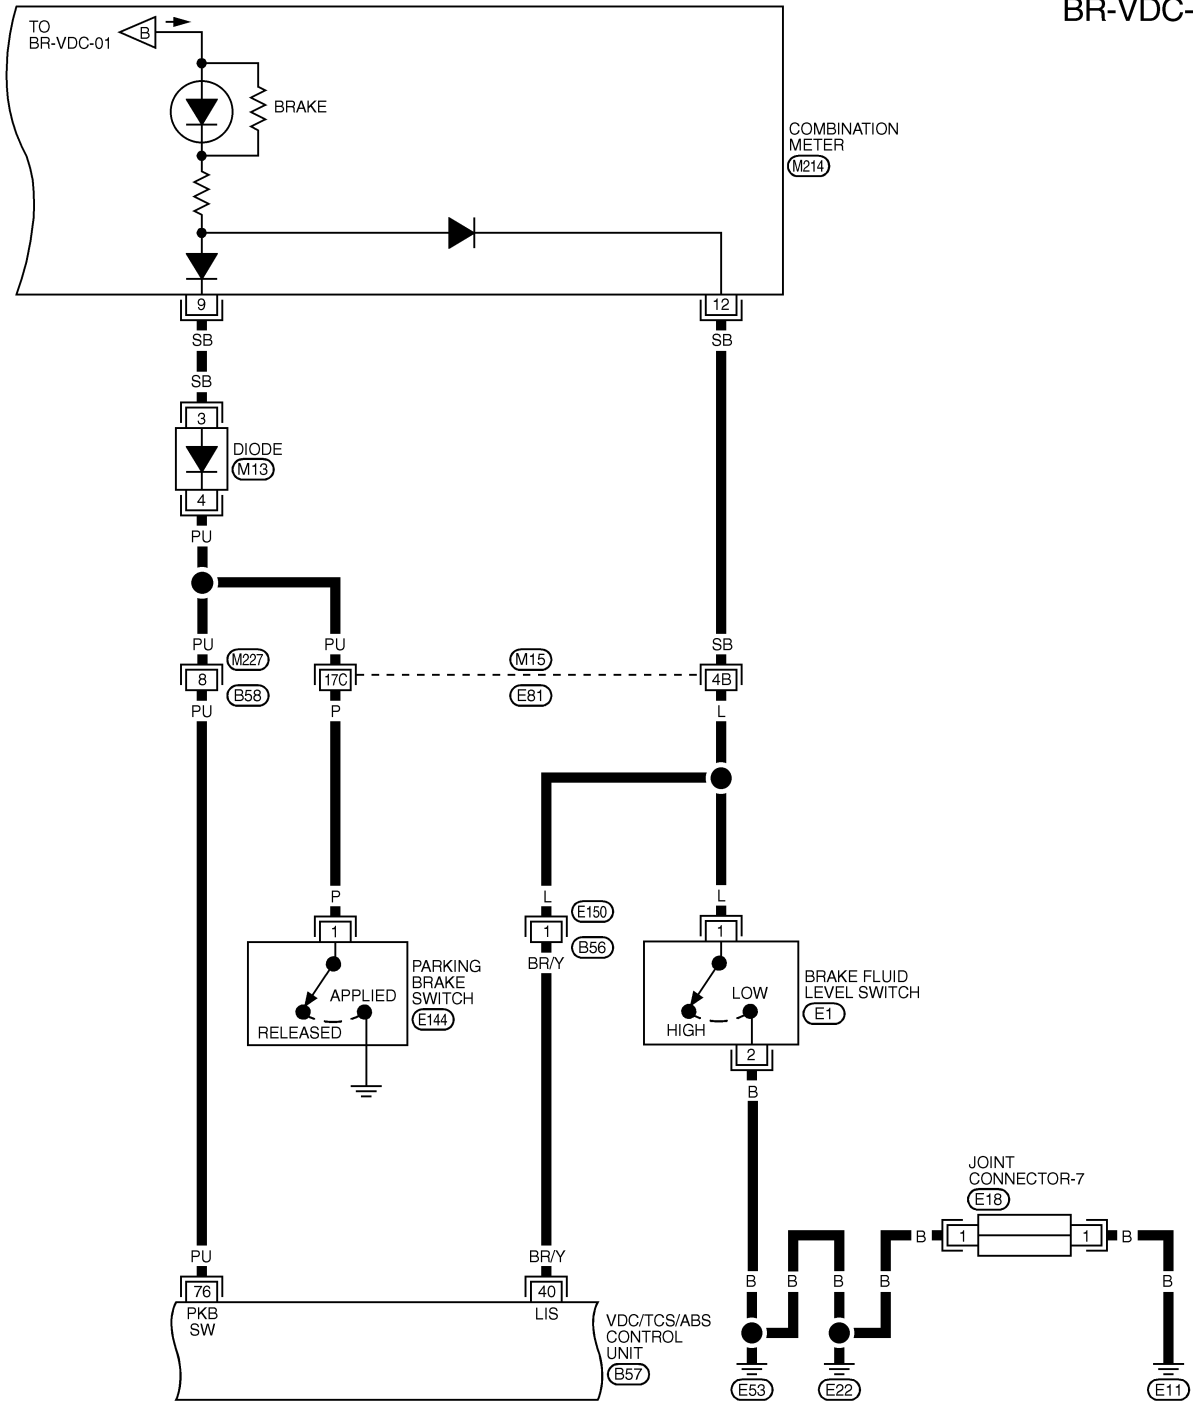 BR-VDC-
TO
BR-VDC-01
B
BRAKE
COMBINATION
METER
M214
9
12
SB
SB
SB
3
DIODE
M13
4
PU
PU
PU
SB
M227
M15
8
17C
4B
B58
E81
PU
P
L
P
L
L
E150
1
1
1
B56
BR/Y
PARKING
BRAKE
SWITCH
E144
APPLIED
RELEASED
BRAKE FLUID
LEVEL SWITCH
E1
LOW
HIGH
2
B
JOINT
CONNECTOR-7
E18
B
1
1
B
PU
BR/Y
B
B
B
B
B
76
40
PKB
SW
LIS
VDC/TCS/ABS
CONTROL
UNIT
B57
E53
E22
E11